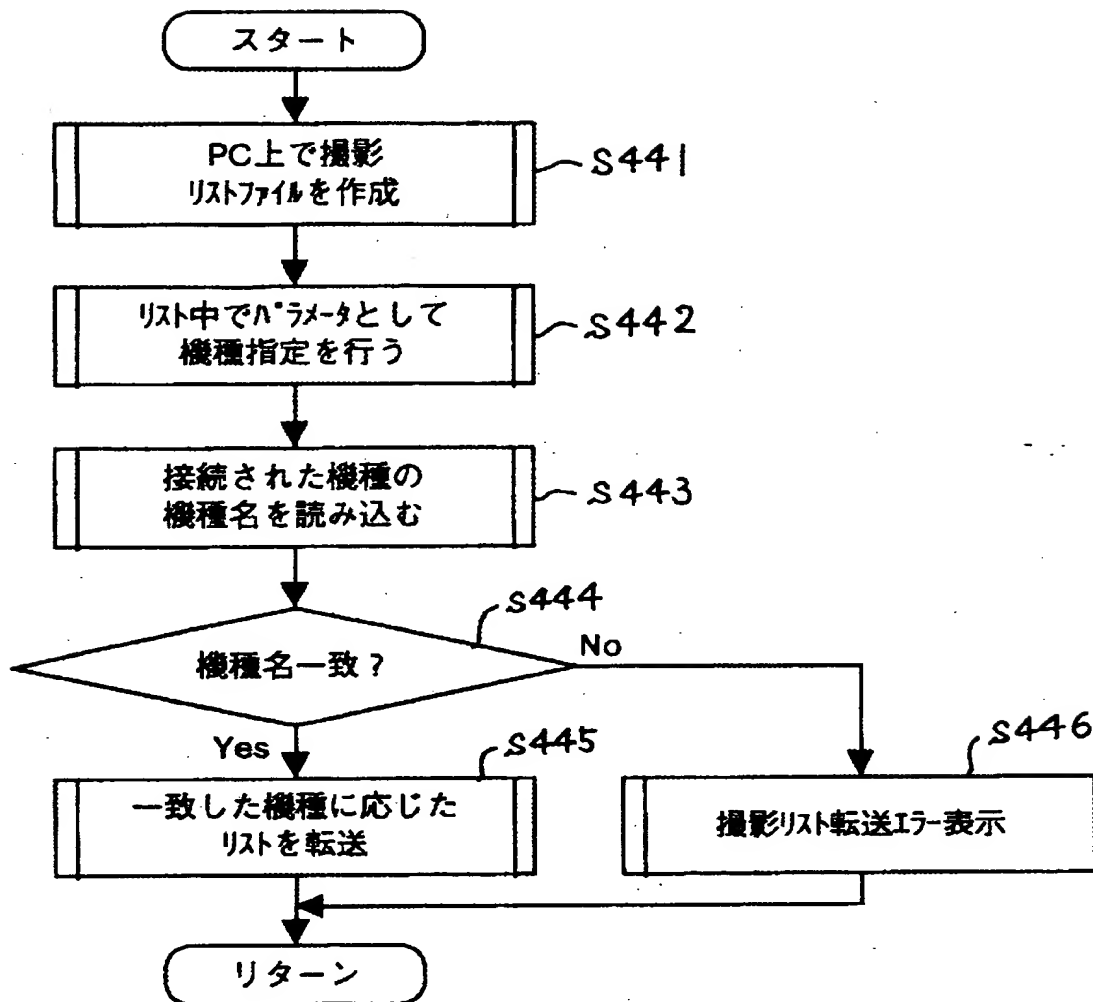 スタート
PC上で撮影
リストファイルを作成
S441
リスト中でパラメータとして
機種指定を行う
S442
接続された機種の
機種名を読み込む
S443
S444
機種名一致?
No
Yes
S445
一致した機種に応じた
リストを転送
S446
撮影リスト転送エラー表示
リターン